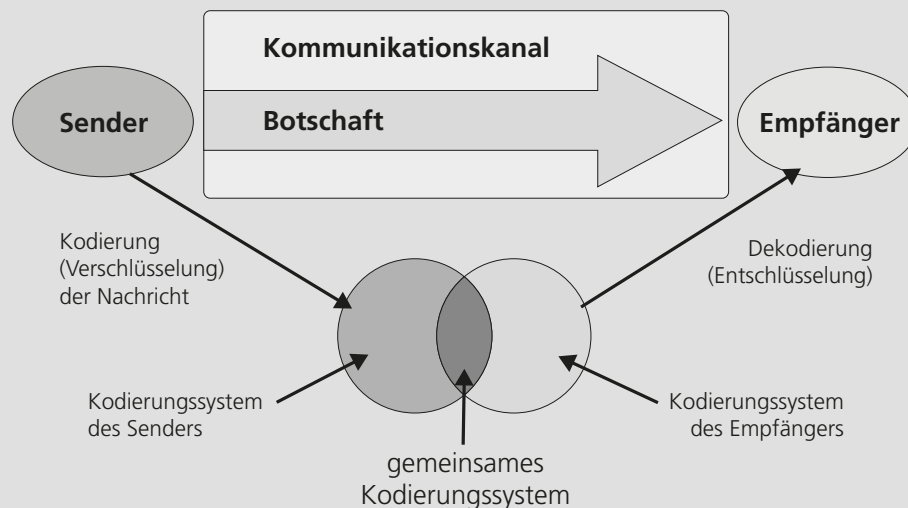 Kommunikationskanal
Sender
Botschaft
Empfänger
Kodierung
(Verschlüsselung)
der Nachricht
Dekodierung
(Entschlüsselung)
Kodierungssystem
des Senders
Kodierungssystem
des Empfängers
gemeinsames
Kodierungssystem